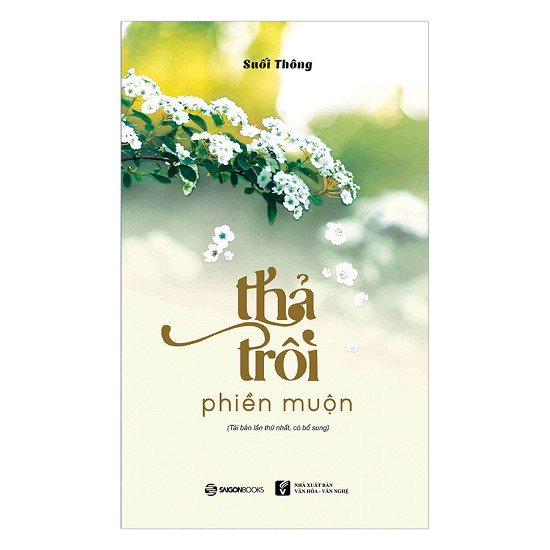 Suối Thông
thả
trôi
phiền muộn
(Tái bản lần thứ nhất, có bổ sung)
SAIGONBOOKS
NHÀ XUẤT BẢN
VĂN HÓA - VĂN NGHỆ